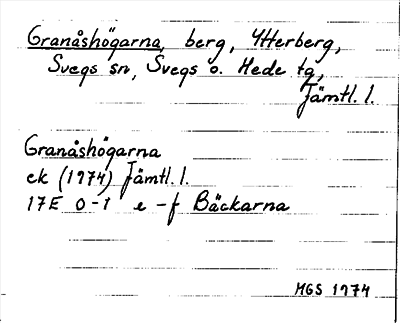 Granåshögarna, berg, Ytterberg,
Svegs sn, Svegs o. Hede tg,
Jämtl. l.
Granåshögarna
ek (1974) Jämtl. l.
17E 0-1 e-f Bäckarna
MGS 1974